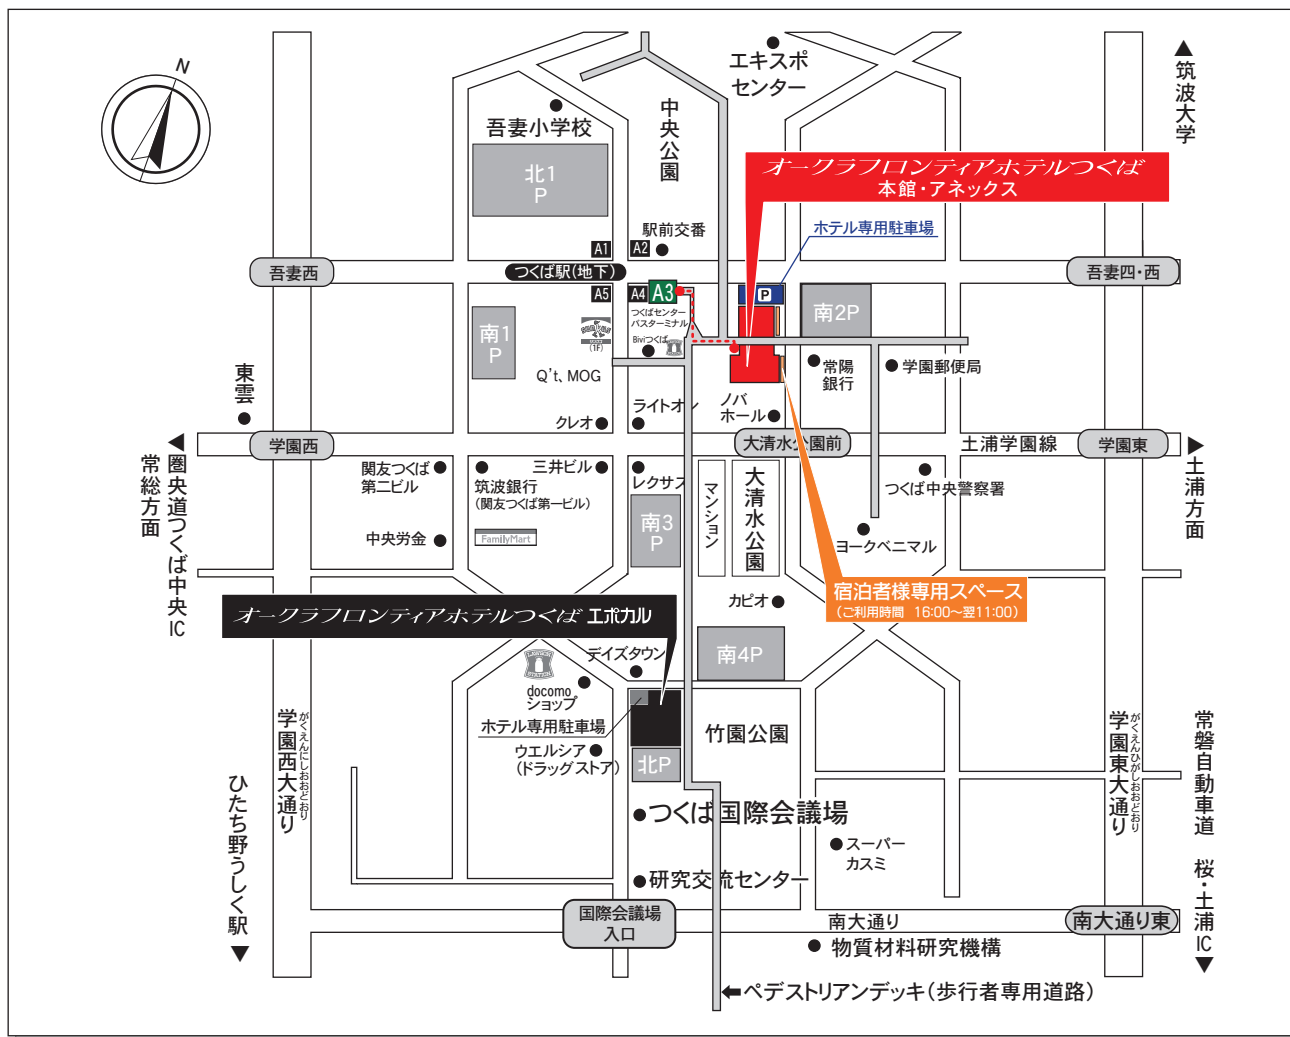 N
エキスポ
センター
▲筑波大学
中央公園
吾妻小学校
北1
P
オークラフロンティアホテルつくば
本館・アネックス
駅前交番
ホテル専用駐車場
A1
A2
吾妻西
つくば駅(地下)
吾妻四・西
A5
A4
A3
P
つくばセンター
バスターミナル
南1
P
(1F)
Biviつくば
南2P
Q't、MOG
常陽
銀行
学園郵便局
東雲
クレオ
ライトオン
ノバ
ホール
学園西
大清水公園前
土浦学園線
学園東
◀圏央道つくば中央IC
常総方面
▶土浦方面
関友つくば
第二ビル
筑波銀行
(関友つくば第一ビル)
三井ビル
レクサス
マンション
大清水公園
つくば中央警察署
南3
P
中央労金
FamilyMart
ヨークベニマル
宿泊者様専用スペース
(ご利用時間 16:00〜翌11:00)
カピオ
オークラフロンティアホテルつくば エポカル
デイズタウン
南4P
docomo
ショップ
ホテル専用駐車場
竹園公園
ウエルシア
(ドラッグストア)
北P
学園西大通り
がくえんにしおおどおり
学園東大通り
がくえんひがしおおどおり
ひたち野うしく駅▼
常磐自動車道 桜・土浦IC▼
つくば国際会議場
スーパー
カスミ
研究交流センター
国際会議場
入口
南大通り
南大通り東
物質材料研究機構
←ペデストリアンデッキ(歩行者専用道路)